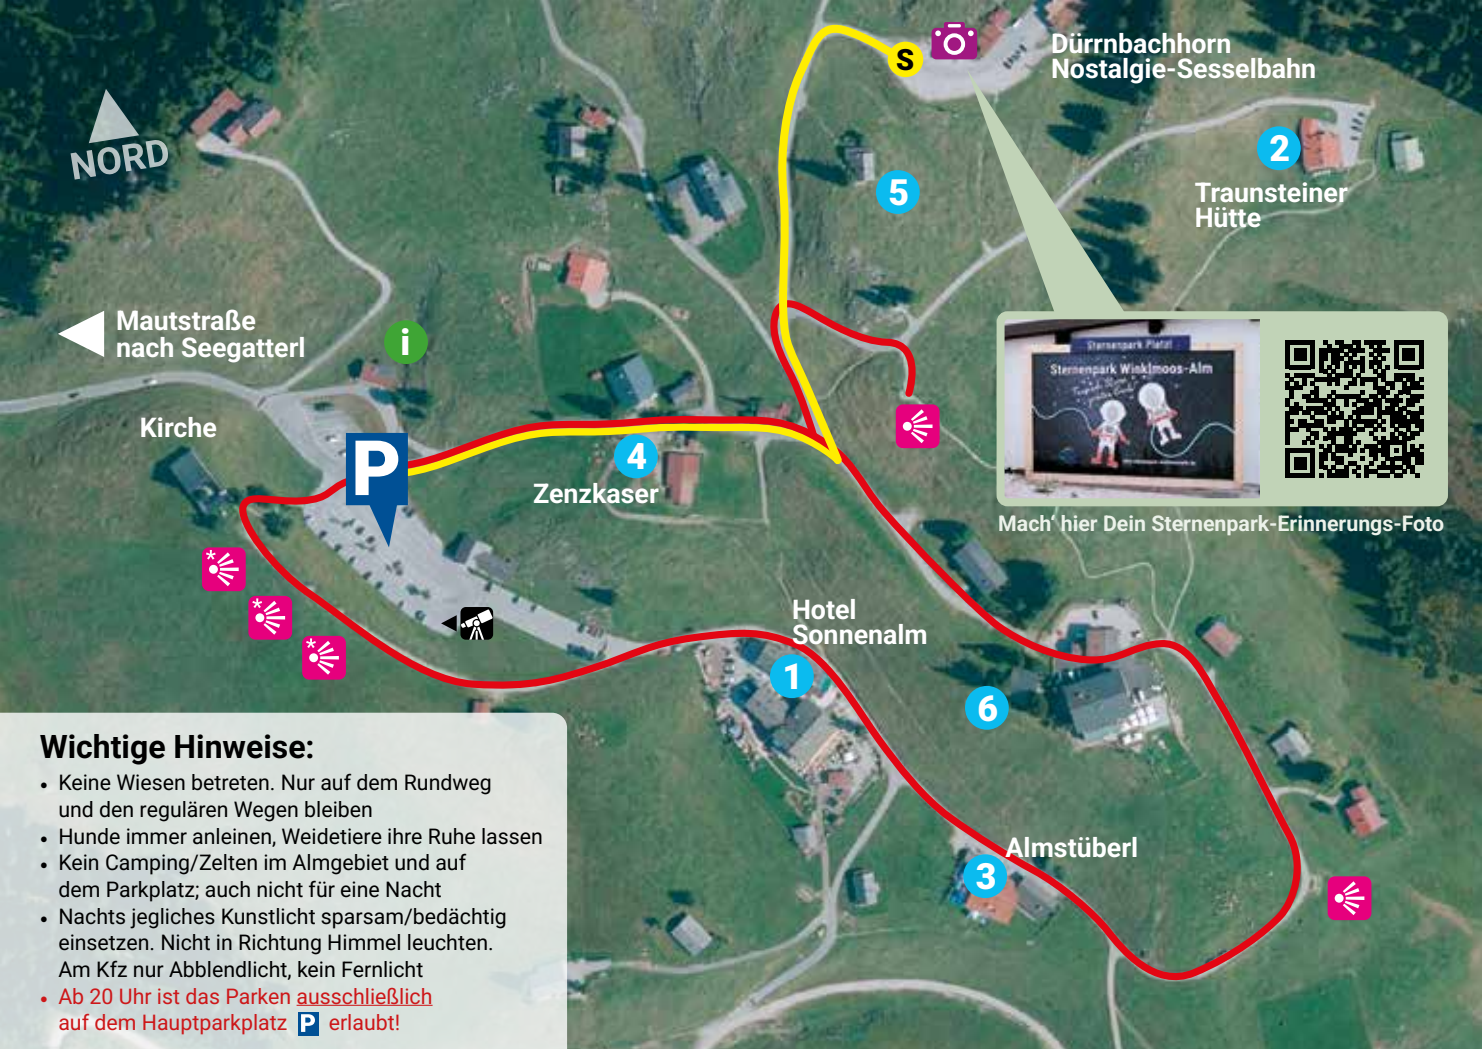 NORD
S
Dürrnbachhorn
Nostalgie-Sesselbahn
2
Traunsteiner
Hütte
5
Mautstraße
nach Seegatterl
i
Kirche
P
4
Zenzkaser
Sternenpark Platzl
Sternenpark Winklmoos-Alm
Mach' hier Dein Sternenpark-Erinnerungs-Foto
*
*
*
Hotel
Sonnenalm
1
6
Almstüberl
3
Wichtige Hinweise:
• Keine Wiesen betreten. Nur auf dem Rundweg
und den regulären Wegen bleiben
• Hunde immer anleinen, Weidetiere ihre Ruhe lassen
• Kein Camping/Zelten im Almgebiet und auf
dem Parkplatz; auch nicht für eine Nacht
• Nachts jegliches Kunstlicht sparsam/bedächtig
einsetzen. Nicht in Richtung Himmel leuchten.
Am Kfz nur Abblendlicht, kein Fernlicht
• Ab 20 Uhr ist das Parken ausschließlich
auf dem Hauptparkplatz P erlaubt!